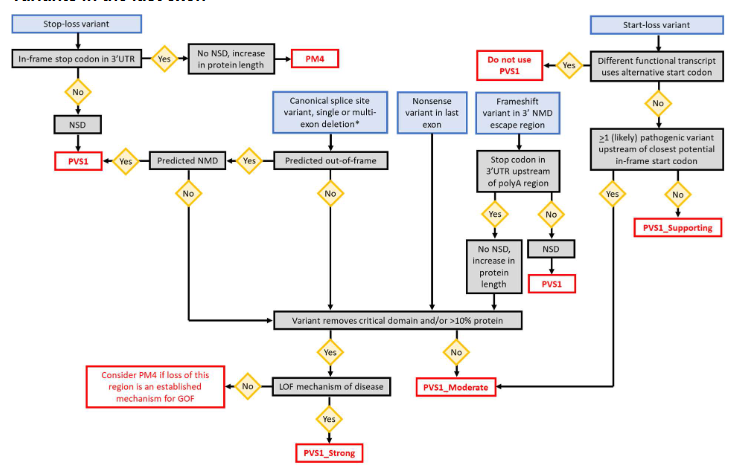 Stop-loss variant
Start-loss variant
In-frame stop codon in 3'UTR
Yes
No NSD, increase
in protein length
PM4
Do not use
PVS1
Yes
Different functional transcript
uses alternative start codon
No
No
NSD
Canonical splice site
variant, single or multi-
exon deletion*
Nonsense
variant in last
exon
Frameshift
variant in 3' NMD
escape region
≥1 (likely) pathogenic variant
upstream of closest potential
in-frame start codon
PVS1
Yes
Predicted NMD
Yes
Predicted out-of-frame
Stop codon in
3'UTR upstream
of polyA region
No
No
Yes
No
Yes
No
PVS1_Supporting
No NSD,
increase in
protein
length
NSD
PVS1
Variant removes critical domain and/or >10% protein
Yes
No
Consider PM4 if loss of this
region is an established
mechanism for GOF
No
LOF mechanism of disease
PVS1_Moderate
Yes
PVS1_Strong